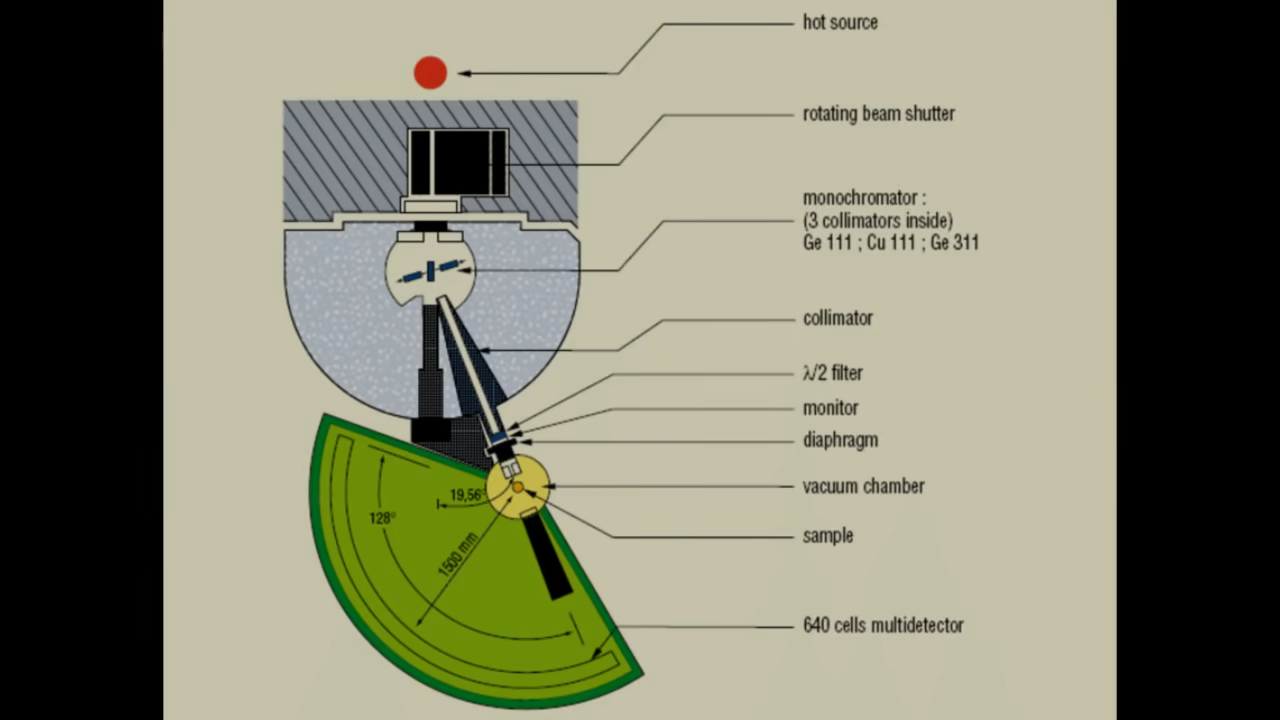 hot source
rotating beam shutter
monochromator :
(3 collimators inside)
Ge 111 ; Cu 111 ; Ge 311
collimator
λ/2 filter
monitor
diaphragm
vacuum chamber
19,56°
128°
sample
1500 mm
640 cells multidetector